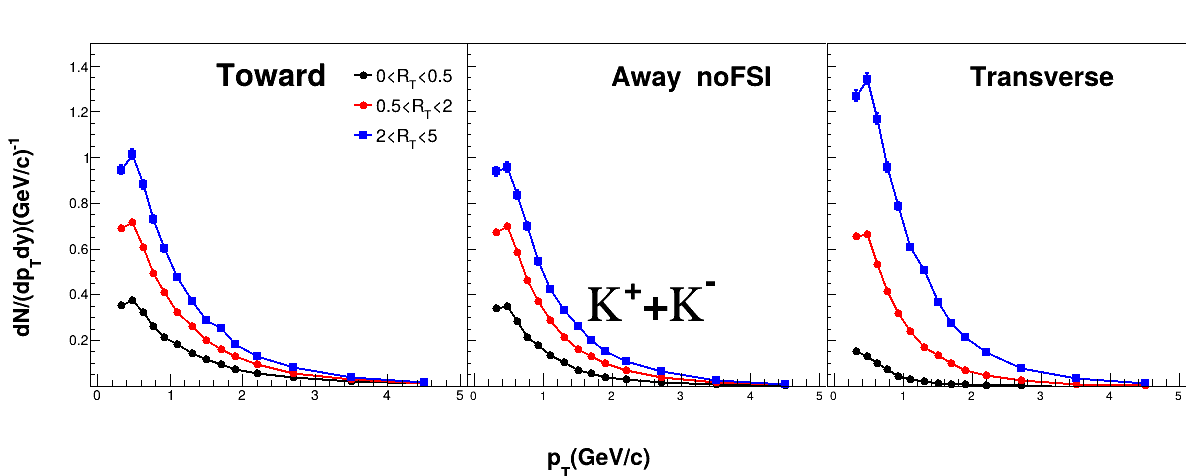 Toward
0<R_T<0.5
0.5<R_T<2
2<R_T<5
Away noFSI
K⁺+K⁻
Transverse
dN/(dp_Tdy)(GeV/c)⁻¹
1.4
1.2
1
0.8
0.6
0.4
0.2
0 1 2 3 4 5
0 1 2 3 4 5
0 1 2 3 4 5
p_T(GeV/c)